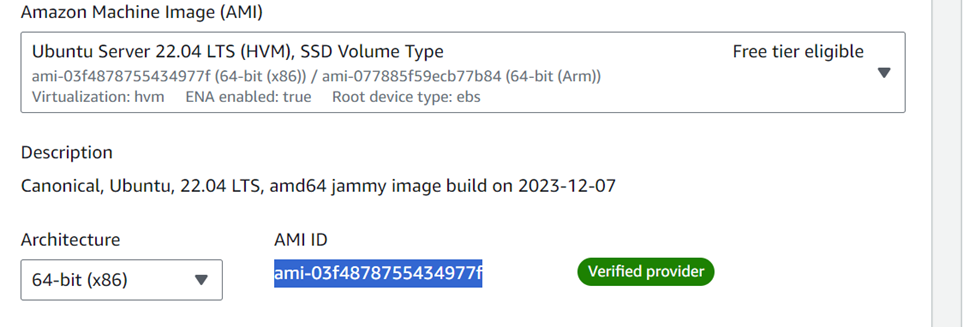 Amazon Machine Image (AMI)
Ubuntu Server 22.04 LTS (HVM), SSD Volume Type
Free tier eligible
ami-03f4878755434977f (64-bit (x86)) / ami-077885f59ecb77b84 (64-bit (Arm))
Virtualization: hvm ENA enabled: true Root device type: ebs
Description
Canonical, Ubuntu, 22.04 LTS, amd64 jammy image build on 2023-12-07
Architecture
AMI ID
64-bit (x86)
ami-03f4878755434977f
Verified provider